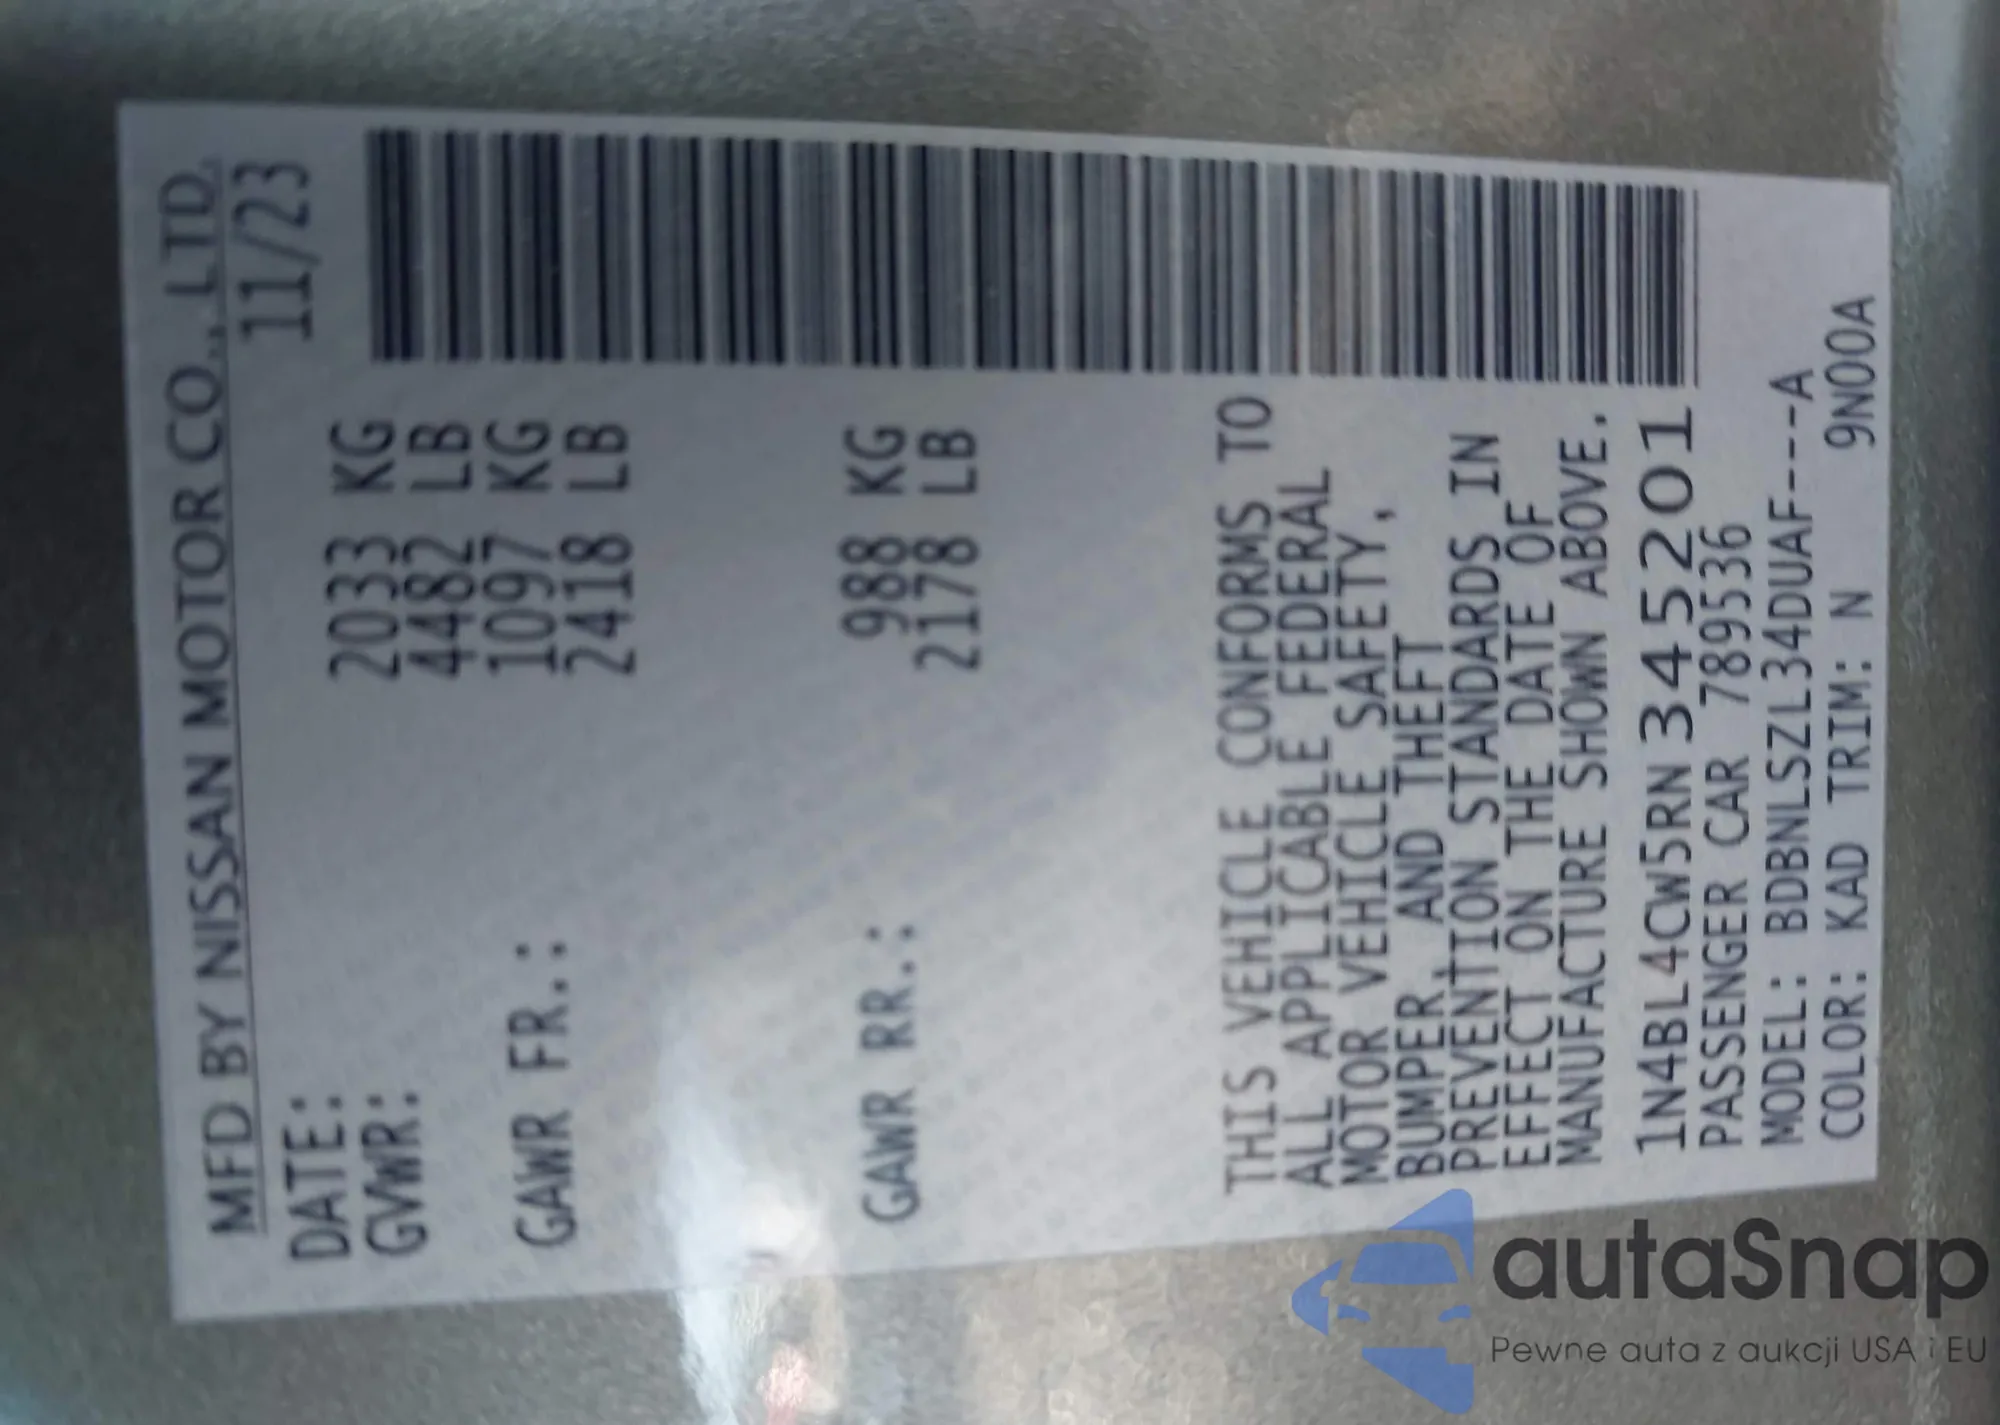 MFD BY NISSAN MOTOR CO., LTD.
DATE: 11/23
GVWR: 2033 KG
4482 LB
GAWR FR.: 1097 KG
2418 LB
GAWR RR.: 988 KG
2178 LB
THIS VEHICLE CONFORMS TO
ALL APPLICABLE FEDERAL
MOTOR VEHICLE SAFETY,
BUMPER, AND THEFT
PREVENTION STANDARDS IN
EFFECT ON THE DATE OF
MANUFACTURE SHOWN ABOVE.
1N4BL4CW5RN345201
PASSENGER CAR 7895536
MODEL: BDBNLSZL34DUAF----A
COLOR: KAD TRIM: N 9N00A
autaSnap
Pewne auta z aukcji USA i EU